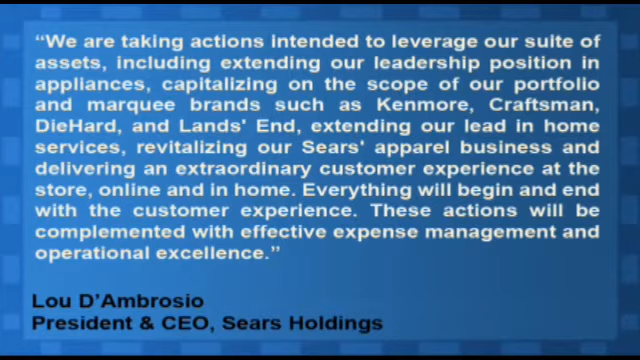 “We are taking actions intended to leverage our suite of
assets, including extending our leadership position in
appliances, capitalizing on the scope of our portfolio
and marquee brands such as Kenmore, Craftsman,
DieHard, and Lands' End, extending our lead in home
services, revitalizing our Sears' apparel business and
delivering an extraordinary customer experience at the
store, online and in home. Everything will begin and end
with the customer experience. These actions will be
complemented with effective expense management and
operational excellence.”
Lou D'Ambrosio
President & CEO, Sears Holdings